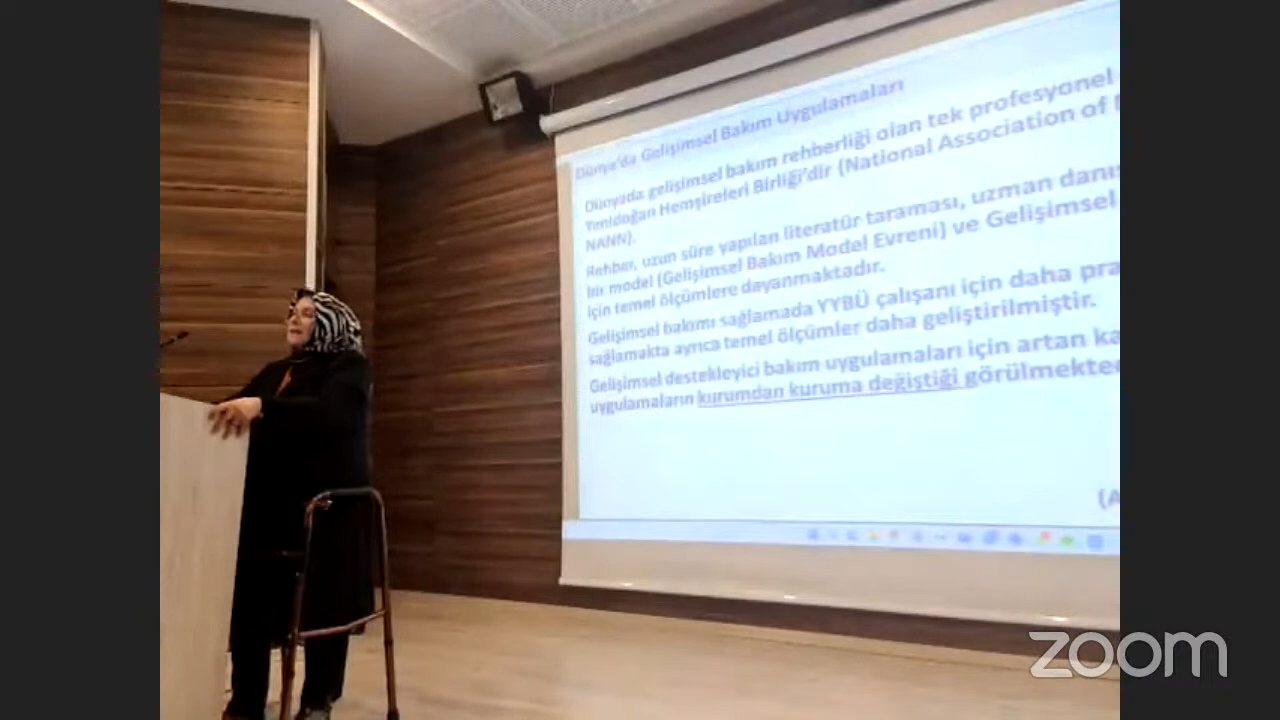 Dünya'da Gelişimsel Bakım Uygulamaları
Dünyada gelişimsel bakım rehberliği olan tek profesyonel
Yenidoğan Hemşireleri Birliği'dir (National Association of
NANN).
Rehber, uzun süre yapılan literatür taraması, uzman danış
bir model (Gelişimsel Bakım Model Evreni) ve Gelişimsel
için temel ölçümlere dayanmaktadır.
Gelişimsel bakımı sağlamada YYBÜ çalışanı için daha pra
sağlamakta ayrıca temel ölçümler daha geliştirilmiştir.
Gelişimsel destekleyici bakım uygulamaları için artan ka
uygulamaların kurumdan kuruma değiştiği görülmekted
(A
zoom